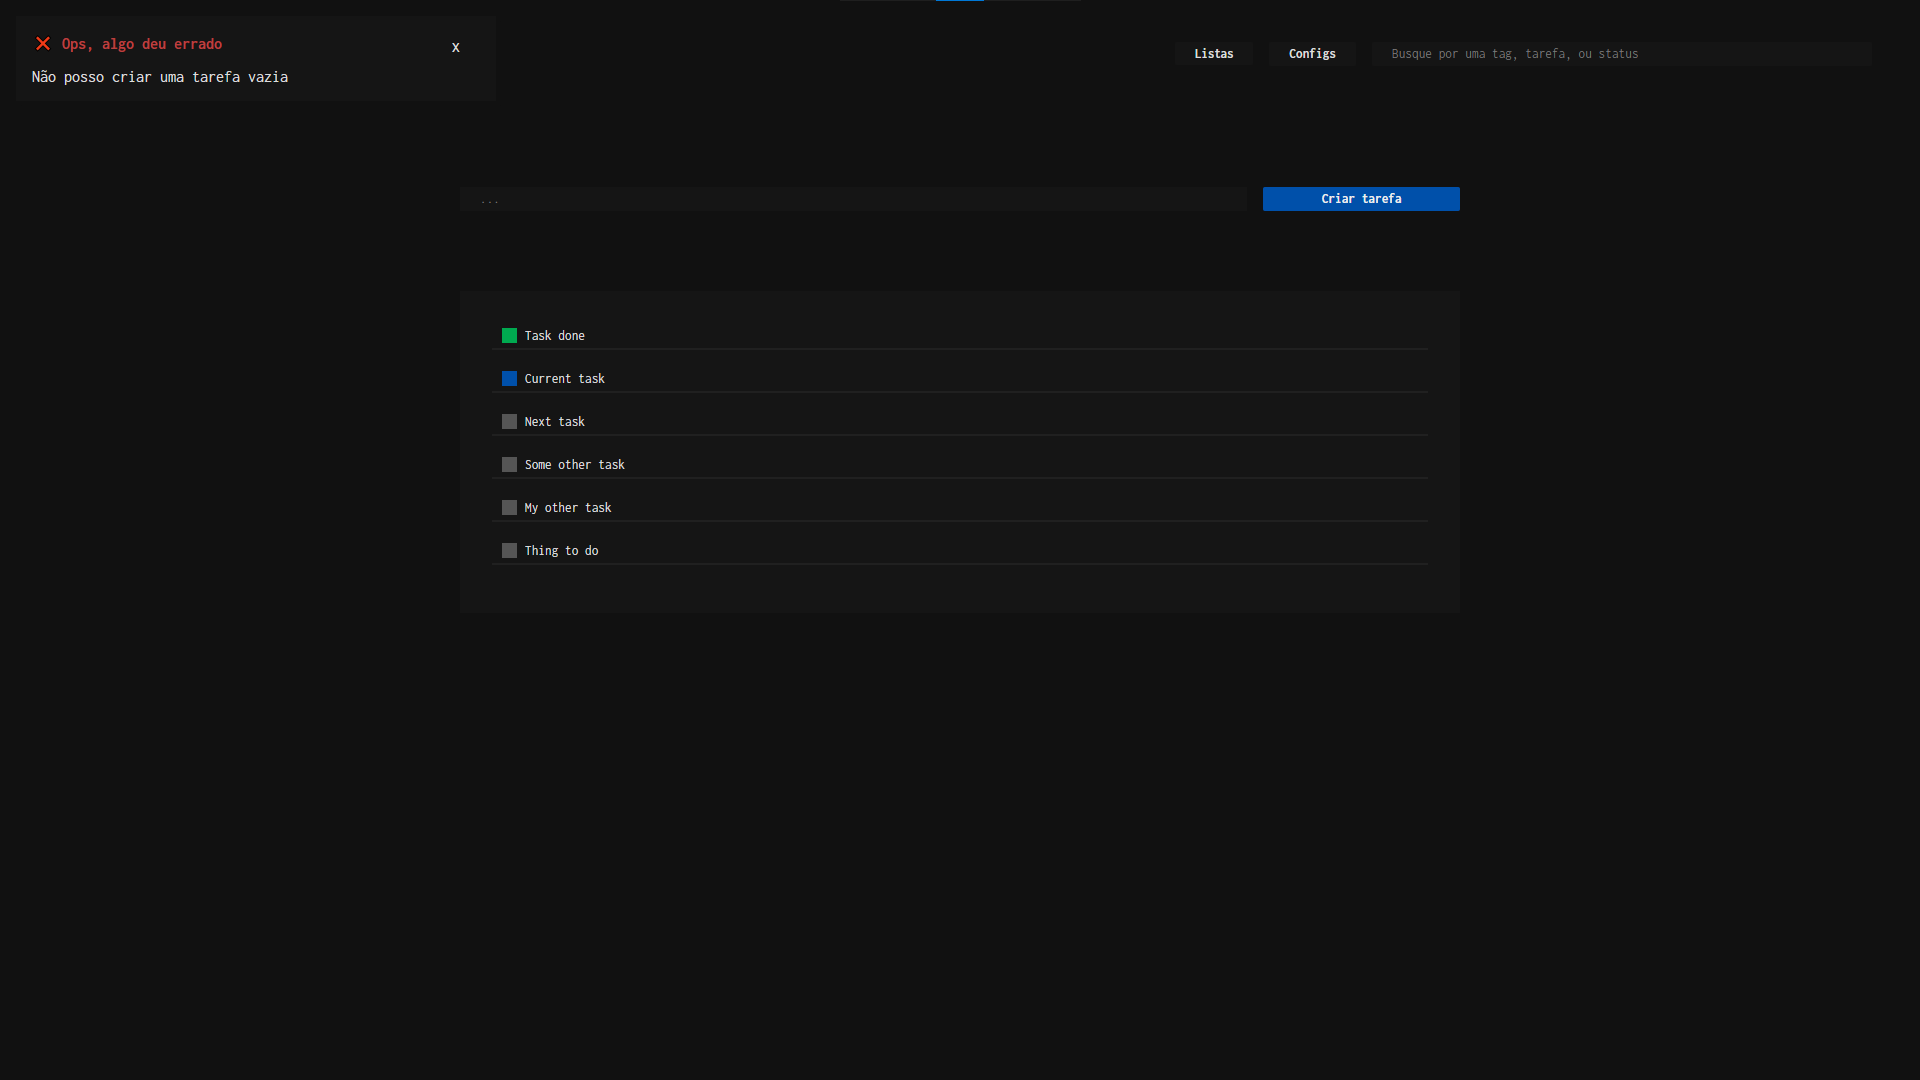 Ops, algo deu errado
X
Não posso criar uma tarefa vazia
Listas
Configs
Busque por uma tag, tarefa, ou status
...
Criar tarefa
Task done
Current task
Next task
Some other task
My other task
Thing to do